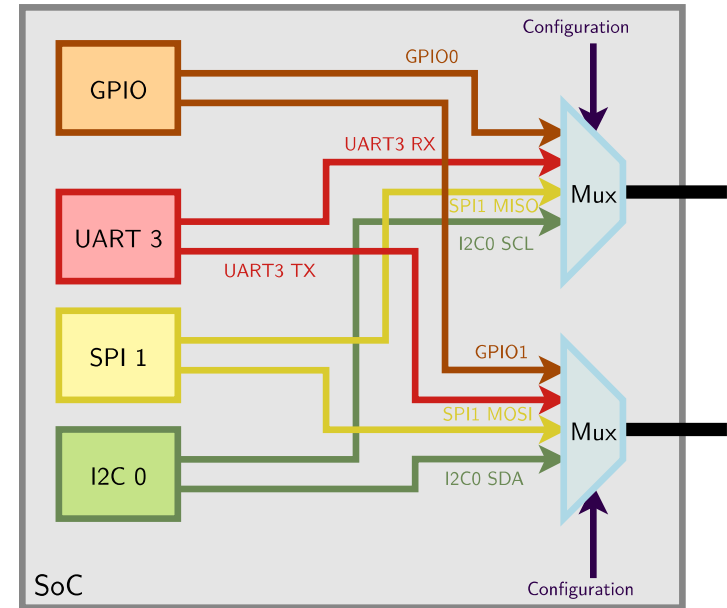 Configuration
GPIO0
GPIO
UART3 RX
Mux
SPI1 MISO
UART 3
I2C0 SCL
UART3 TX
GPIO1
SPI 1
SPI1 MOSI
Mux
I2C 0
I2C0 SDA
SoC
Configuration